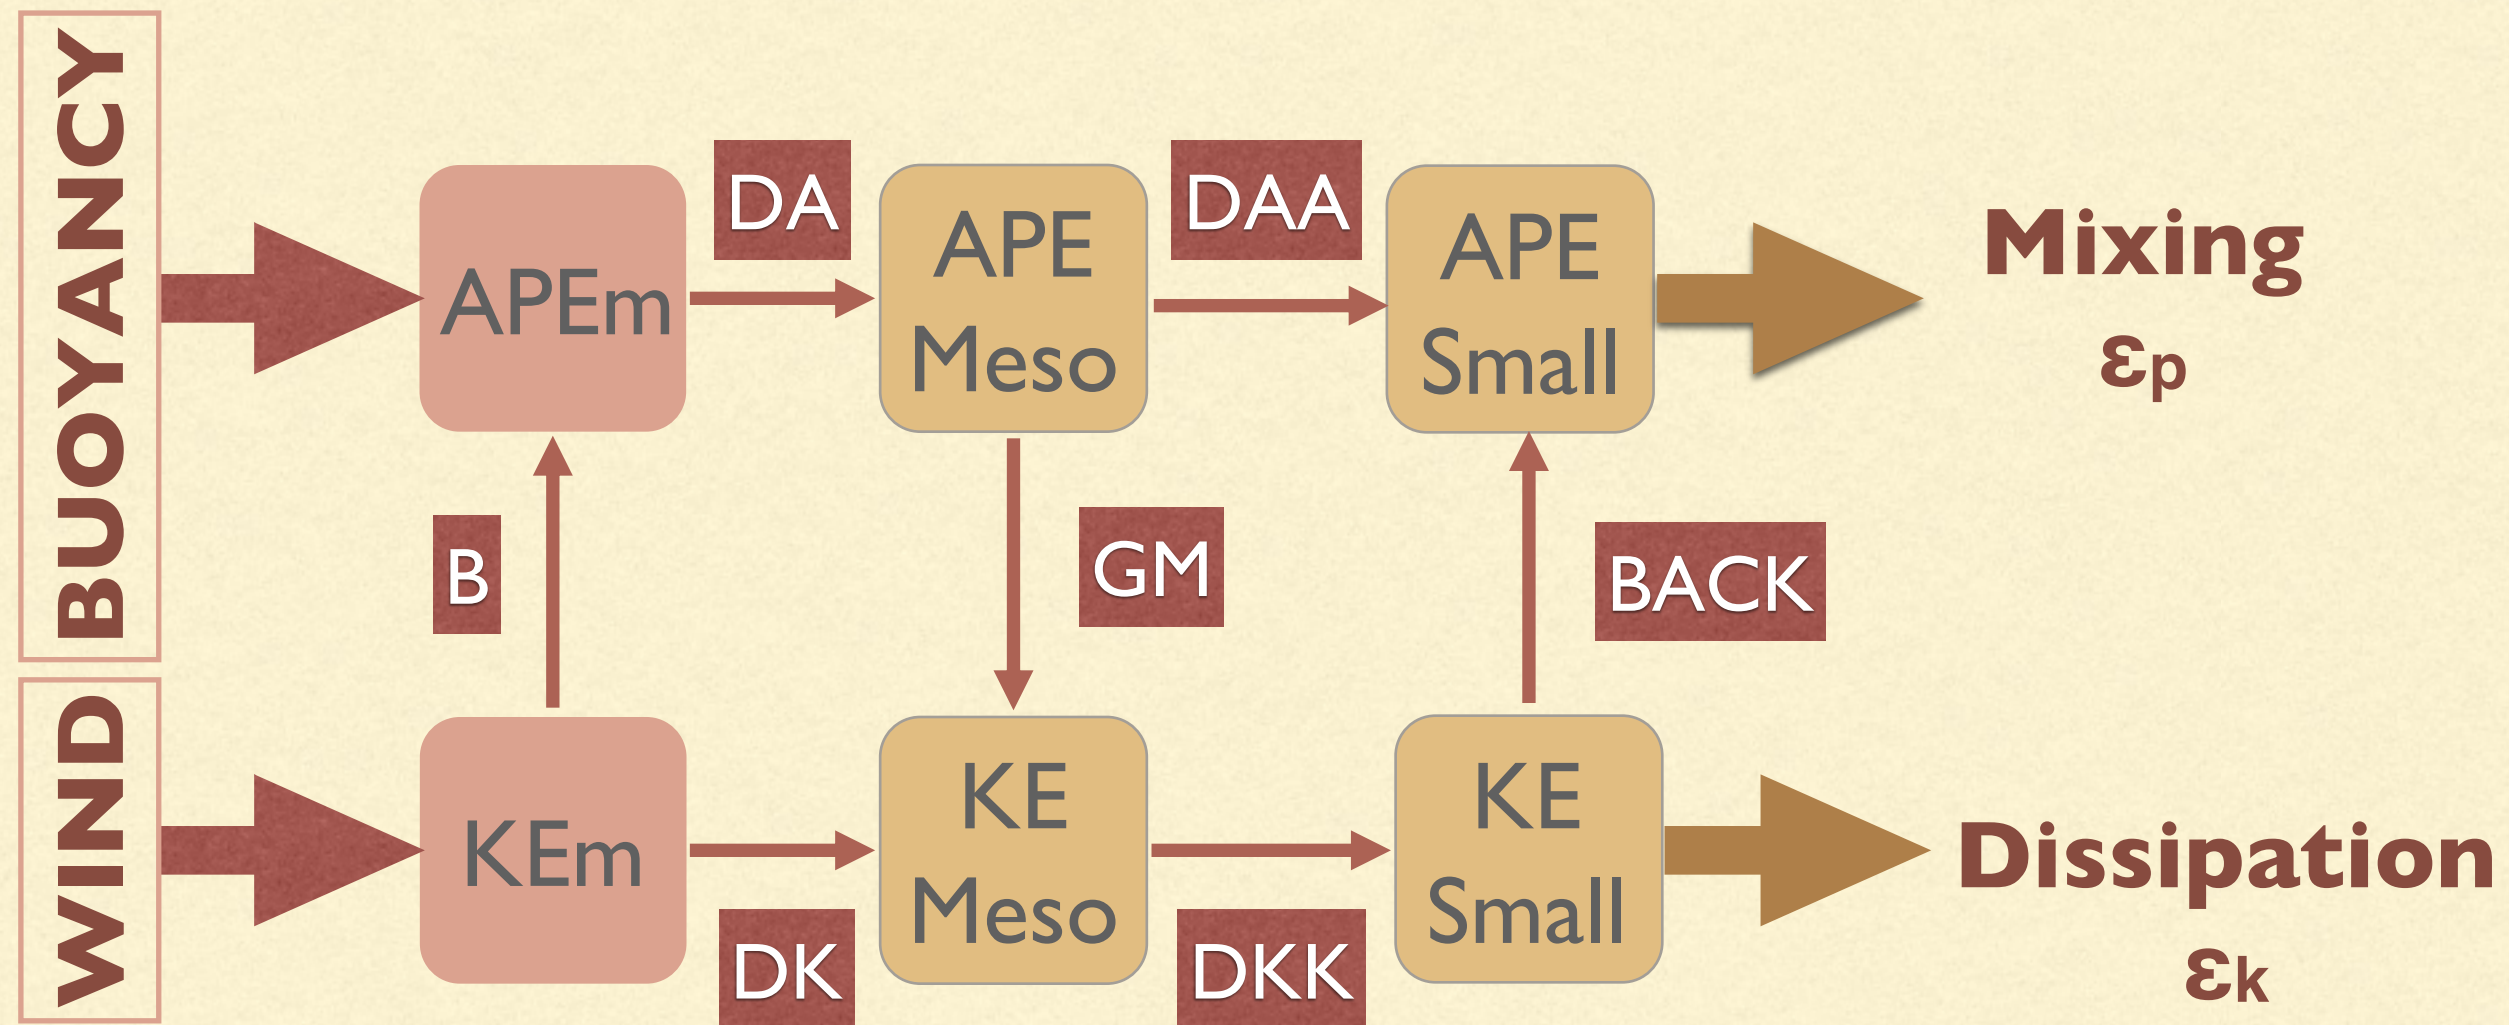 BUOYANCY
DA
DAA
APEm
APE
Meso
APE
Small
Mixing
εp
B
GM
BACK
WIND
KEm
KE
Meso
KE
Small
Dissipation
εk
DK
DKK